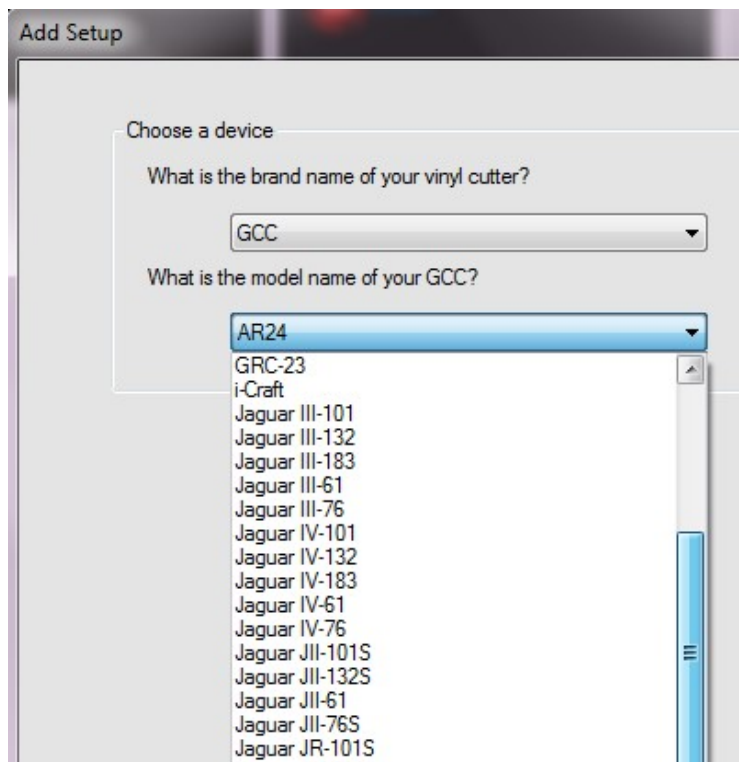 Add Setup
Choose a device
What is the brand name of your vinyl cutter?
GCC
What is the model name of your GCC?
AR24
GRC-23
i-Craft
Jaguar III-101
Jaguar III-132
Jaguar III-183
Jaguar III-61
Jaguar III-76
Jaguar IV-101
Jaguar IV-132
Jaguar IV-183
Jaguar IV-61
Jaguar IV-76
Jaguar JII-101S
Jaguar JII-132S
Jaguar JII-61
Jaguar JII-76S
Jaguar JR-101S